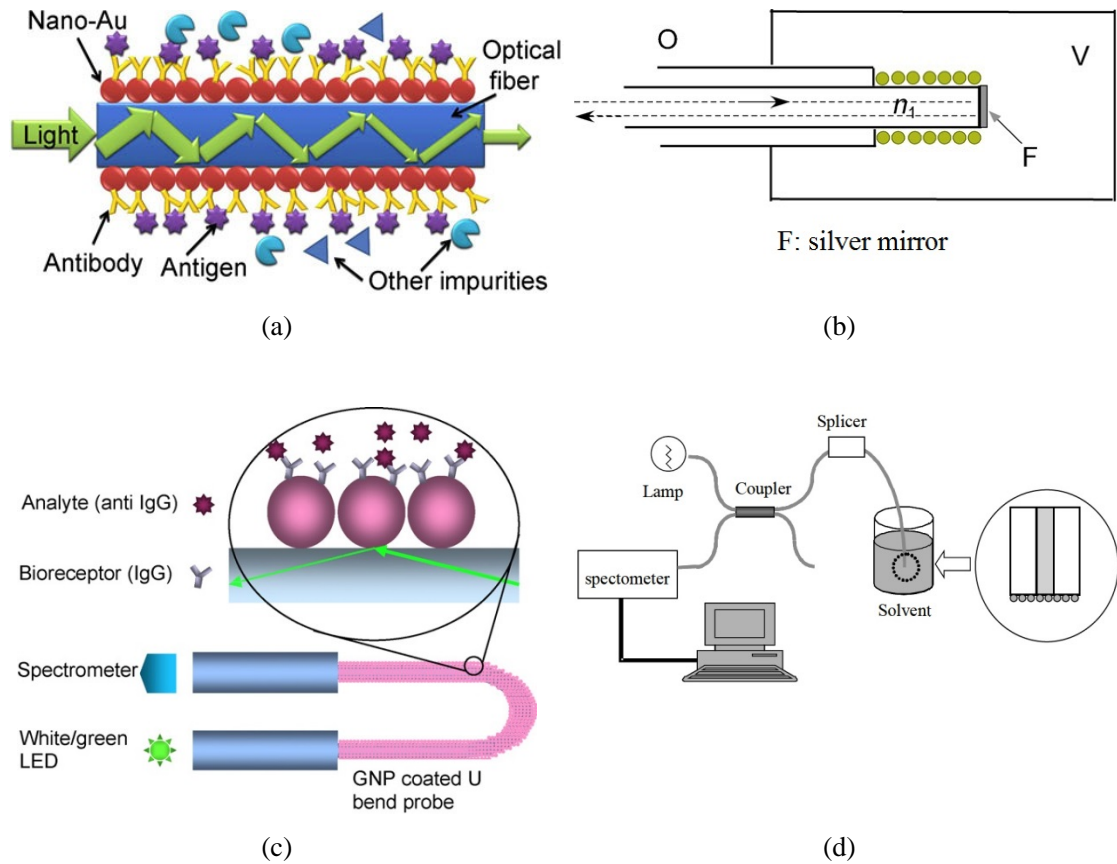 Nano-Au
Optical
fiber
Light
Antibody
Antigen
Other impurities
(a)
O
V
n1
F
F: silver mirror
(b)
Analyte (anti IgG)
Bioreceptor (IgG)
Spectrometer
White/green
LED
GNP coated U
bend probe
(c)
Splicer
Lamp
Coupler
spectometer
Solvent
(d)